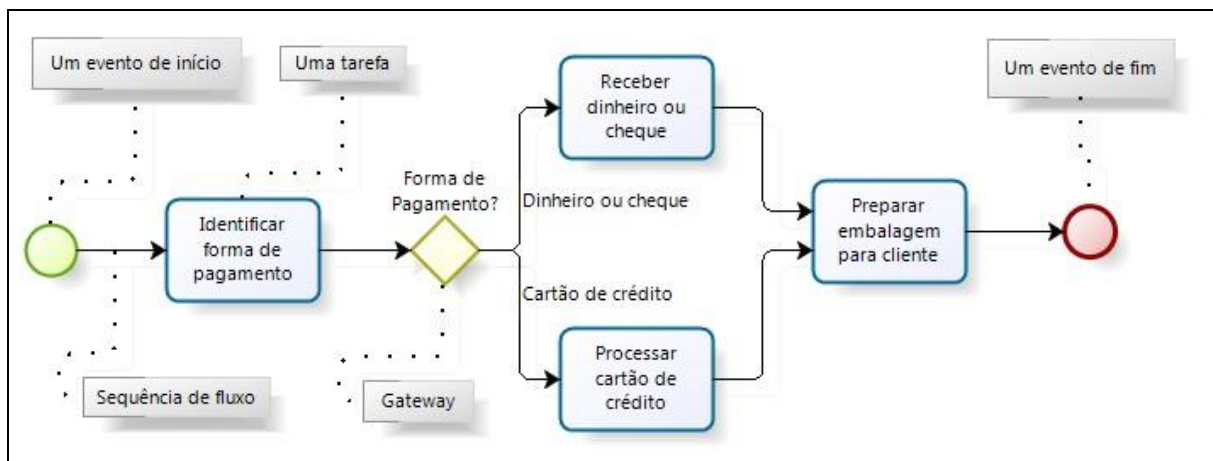 Um evento de início
Uma tarefa
Um evento de fim
Receber
dinheiro ou
cheque
Forma de
Pagamento?
Dinheiro ou cheque
Identificar
forma de
pagamento
Preparar
embalagem
para cliente
Cartão de crédito
Processar
cartão de
crédito
Sequência de fluxo
Gateway